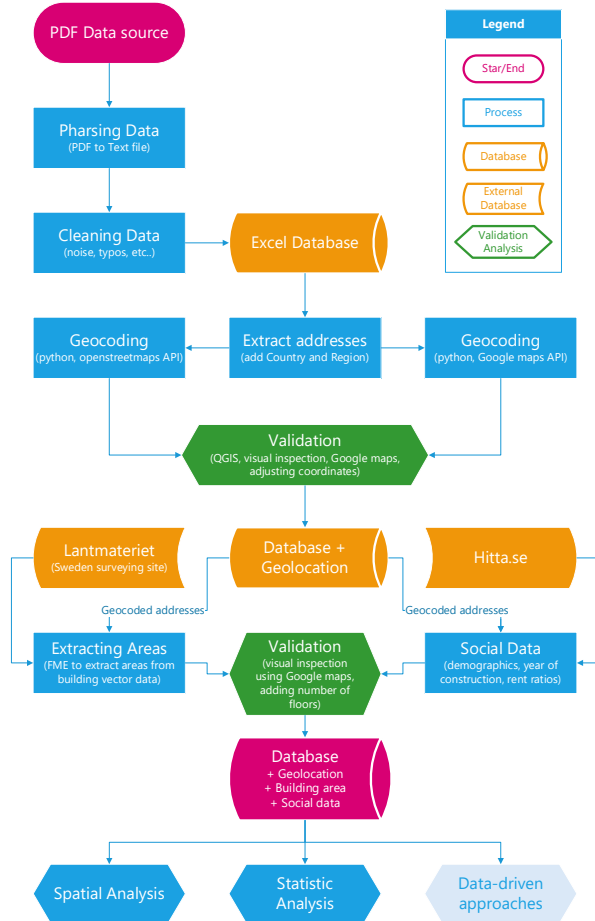 PDF Data source
Legend
Star/End
Pharsing Data
(PDF to Text file)
Process
Database
External
Database
Cleaning Data
(noise, typos, etc..)
Excel Database
Validation
Analysis
Geocoding
(python, openstreetmaps API)
Extract addresses
(add Country and Region)
Geocoding
(python, Google maps API)
Validation
(QGIS, visual inspection, Google maps,
adjusting coordinates)
Lantmateriet
(Sweden surveying site)
Database +
Geolocation
Hitta.se
Geocoded addresses
Geocoded addresses
Extracting Areas
(FME to extract areas from
building vector data)
Validation
(visual inspection
using Google maps,
adding number of
floors)
Social Data
(demographics, year of
construction, rent ratios)
Database
+ Geolocation
+ Building area
+ Social data
Spatial Analysis
Statistic
Analysis
Data-driven
approaches